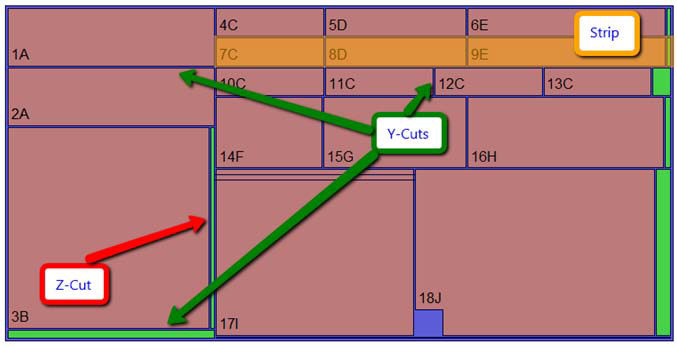 4C 5D 6E
Strip
1A 7C 8D 9E
10C 11C 12C 13C
2A
Y-Cuts
14F 15G 16H
Z-Cut
18J
3B 17I